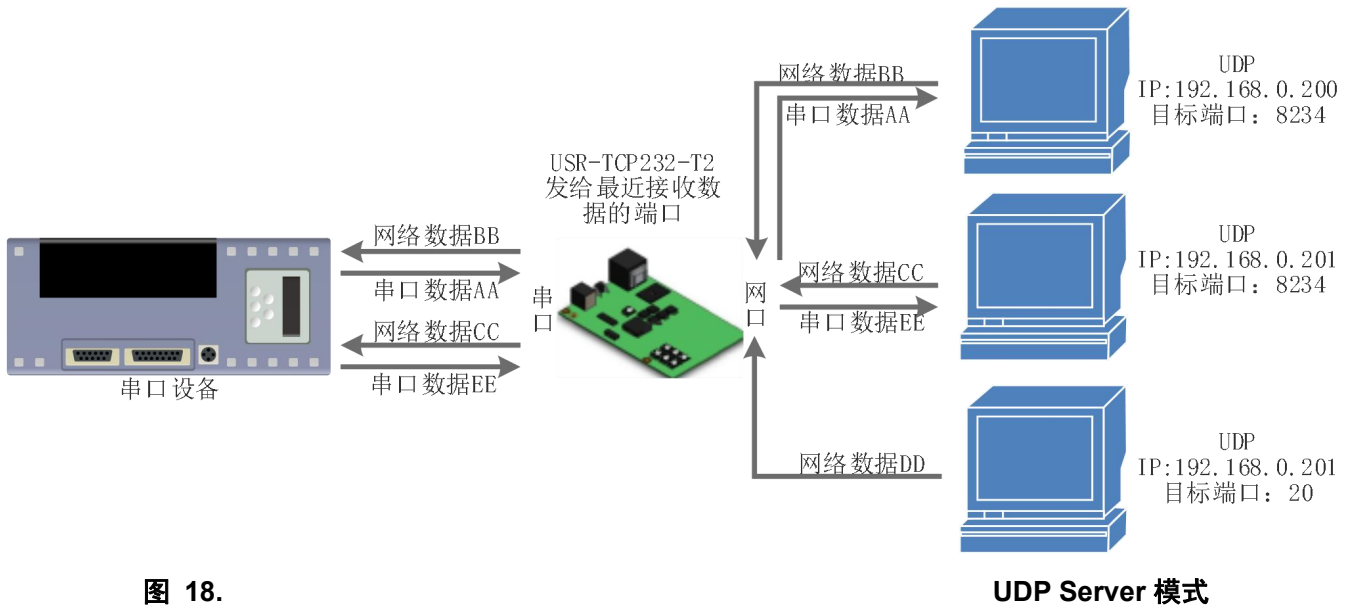 网络数据BB
串口数据AA
UDP
IP:192.168.0.200
目标端口：8234
USR-TCP232-T2
发给最近接收数
据的端口
网络数据BB
串口数据AA
网络数据CC
串口数据EE
串口设备
串口
网口
网络数据CC
串口数据EE
UDP
IP:192.168.0.201
目标端口：8234
网络数据DD
UDP
IP:192.168.0.201
目标端口：20
图 18.
UDP Server 模式